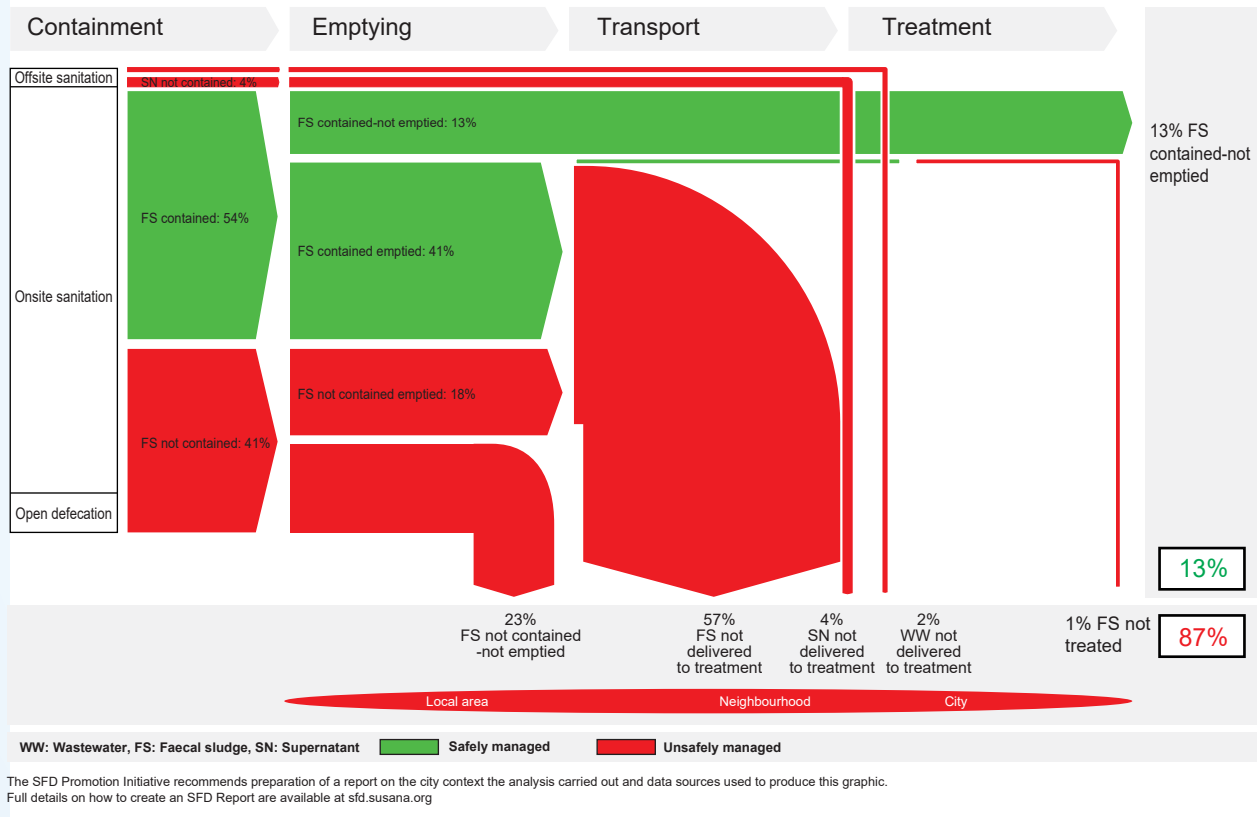 Containment
Emptying
Transport
Treatment
Offsite sanitation
Onsite sanitation
Open defecation
SN not contained: 4%
FS contained: 54%
FS not contained: 41%
FS contained-not emptied: 13%
FS contained emptied: 41%
FS not contained emptied: 18%
13% FS
contained-not
emptied
13%
87%
23%
FS not contained
-not emptied
57%
FS not
delivered
to treatment
4%
SN not
delivered
to treatment
2%
WW not
delivered
to treatment
1% FS not
treated
Local area
Neighbourhood
City
WW: Wastewater, FS: Faecal sludge, SN: Supernatant
Safely managed
Unsafely managed
The SFD Promotion Initiative recommends preparation of a report on the city context the analysis carried out and data sources used to produce this graphic.
Full details on how to create an SFD Report are available at sfd.susana.org